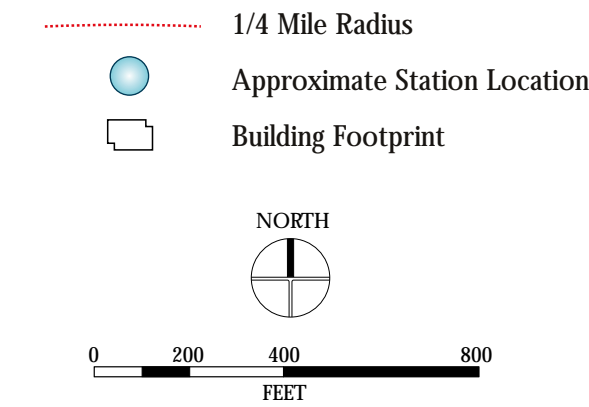 1/4 Mile Radius
Approximate Station Location
Building Footprint
NORTH
0 200 400 800
FEET